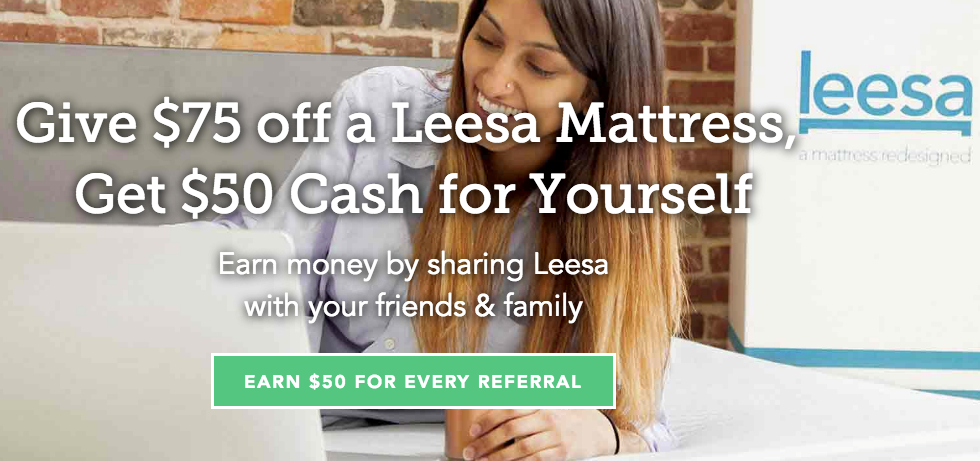 Give $75 off a Leesa Mattress,
Get $50 Cash for Yourself
leesa
a mattress redesigned
Earn money by sharing Leesa
with your friends & family
EARN $50 FOR EVERY REFERRAL